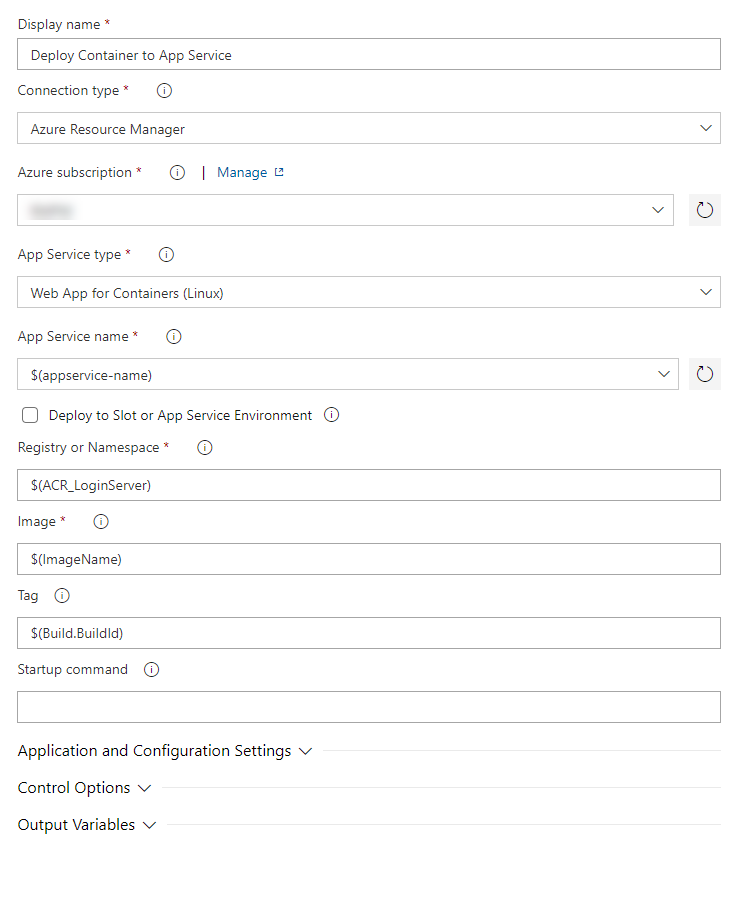 Display name *
Deploy Container to App Service
Connection type *
Azure Resource Manager
Azure subscription * | Manage
App Service type *
Web App for Containers (Linux)
App Service name *
$(appservice-name)
Deploy to Slot or App Service Environment
Registry or Namespace *
$(ACR_LoginServer)
Image *
$(ImageName)
Tag
$(Build.BuildId)
Startup command
Application and Configuration Settings
Control Options
Output Variables